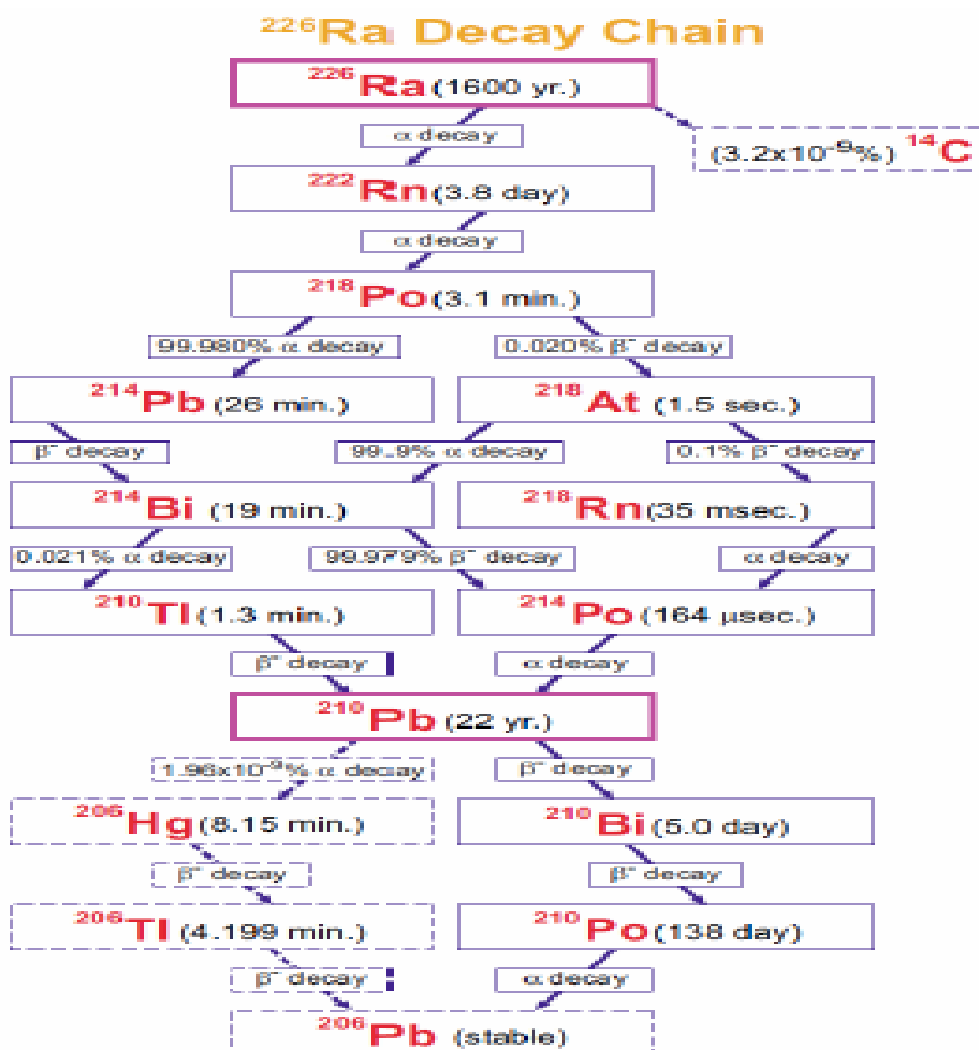 ²²⁶Ra Decay Chain
²²⁶Ra (1600 yr.)
α decay
(3.2x10⁻⁹%) ¹⁴C
²²²Rn (3.8 day)
α decay
²¹⁸Po (3.1 min.)
99.980% α decay
0.020% β⁻ decay
²¹⁴Pb (26 min.)
²¹⁸At (1.5 sec.)
β⁻ decay
99.9% α decay
0.1% β⁻ decay
²¹⁴Bi (19 min.)
²¹⁸Rn (35 msec.)
0.021% α decay
99.979% β⁻ decay
α decay
²¹⁰Tl (1.3 min.)
²¹⁴Po (164 μsec.)
β⁻ decay
α decay
²¹⁰Pb (22 yr.)
1.96x10⁻⁹% α decay
β⁻ decay
²⁰⁶Hg (8.15 min.)
²¹⁰Bi (5.0 day)
β⁻ decay
β⁻ decay
²⁰⁶Tl (4.199 min.)
²¹⁰Po (138 day)
β⁻ decay
α decay
²⁰⁶Pb (stable)